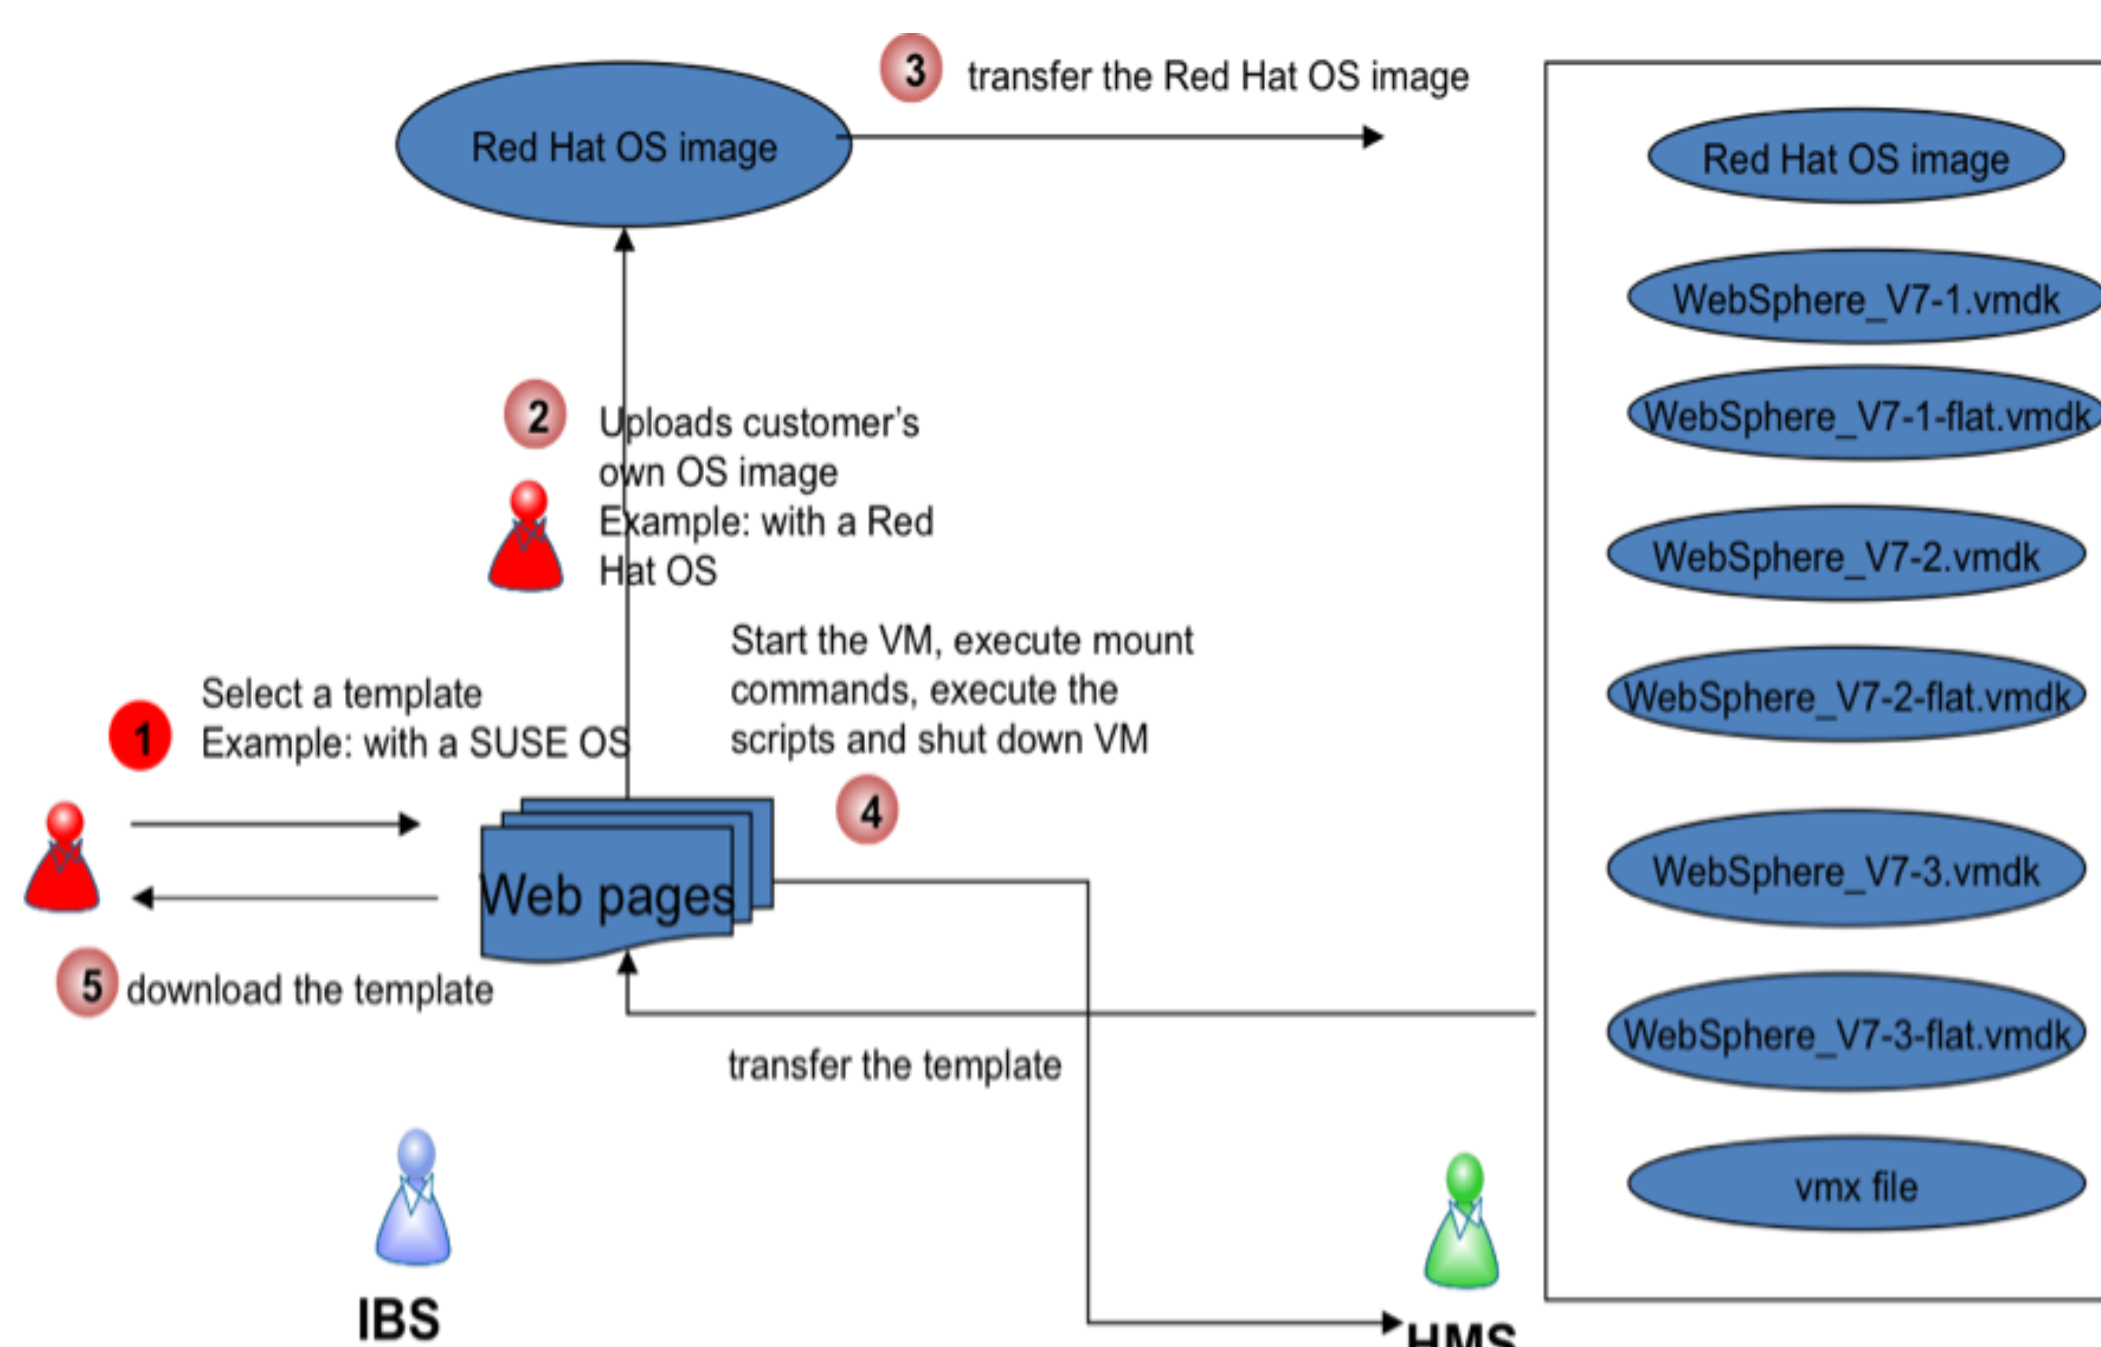 3
transfer the Red Hat OS image
Red Hat OS image
2
Uploads customer’s
own OS image
Example: with a Red
Hat OS
1
Select a template
Example: with a SUSE OS
Start the VM, execute mount
commands, execute the
scripts and shut down VM
4
Web pages
5
download the template
transfer the template
IBS
HMS
Red Hat OS image
WebSphere_V7-1.vmdk
WebSphere_V7-1-flat.vmdk
WebSphere_V7-2.vmdk
WebSphere_V7-2-flat.vmdk
WebSphere_V7-3.vmdk
WebSphere_V7-3-flat.vmdk
vmx file